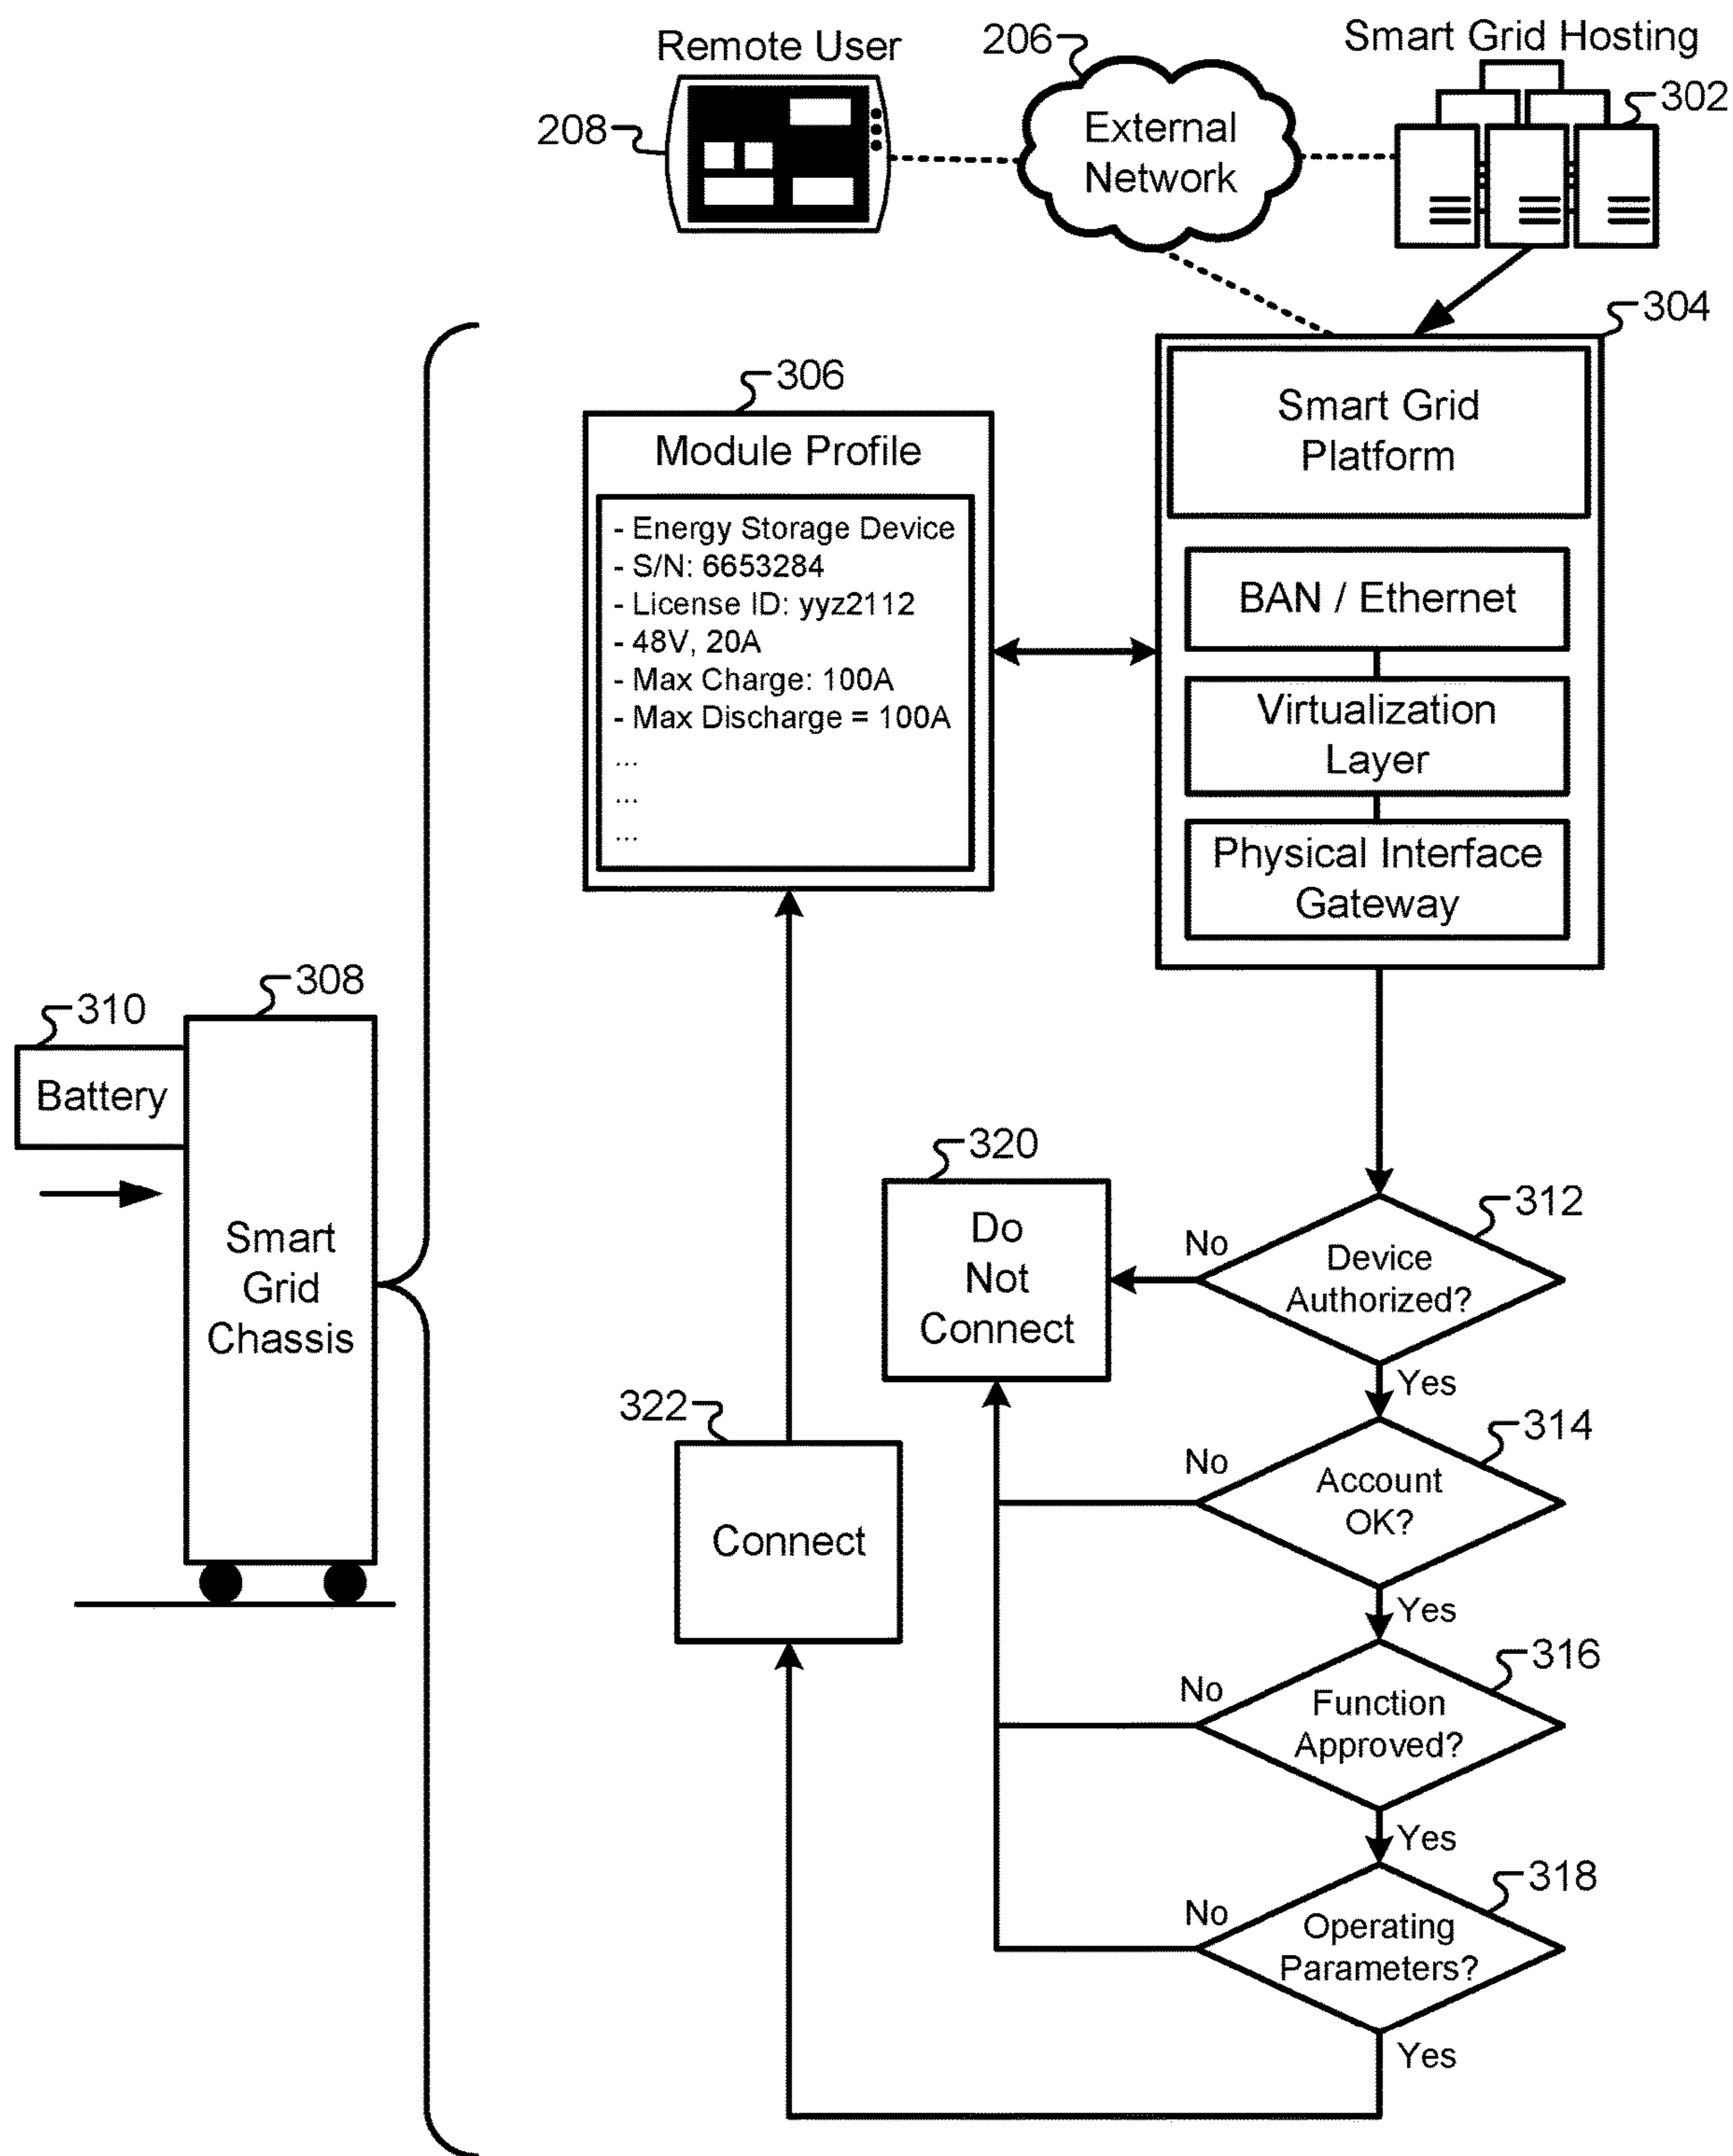 Remote User
206
Smart Grid Hosting
208
External
Network
302
304
306
Module Profile
- Energy Storage Device
- S/N: 6653284
- License ID: yyz2112
- 48V, 20A
- Max Charge: 100A
- Max Discharge = 100A
...
...
...
Smart Grid
Platform
BAN / Ethernet
Virtualization
Layer
Physical Interface
Gateway
310
308
Battery
Smart
Grid
Chassis
320
Do
Not
Connect
312
No
Device
Authorized?
Yes
322
Connect
314
No
Account
OK?
Yes
316
No
Function
Approved?
Yes
318
No
Operating
Parameters?
Yes